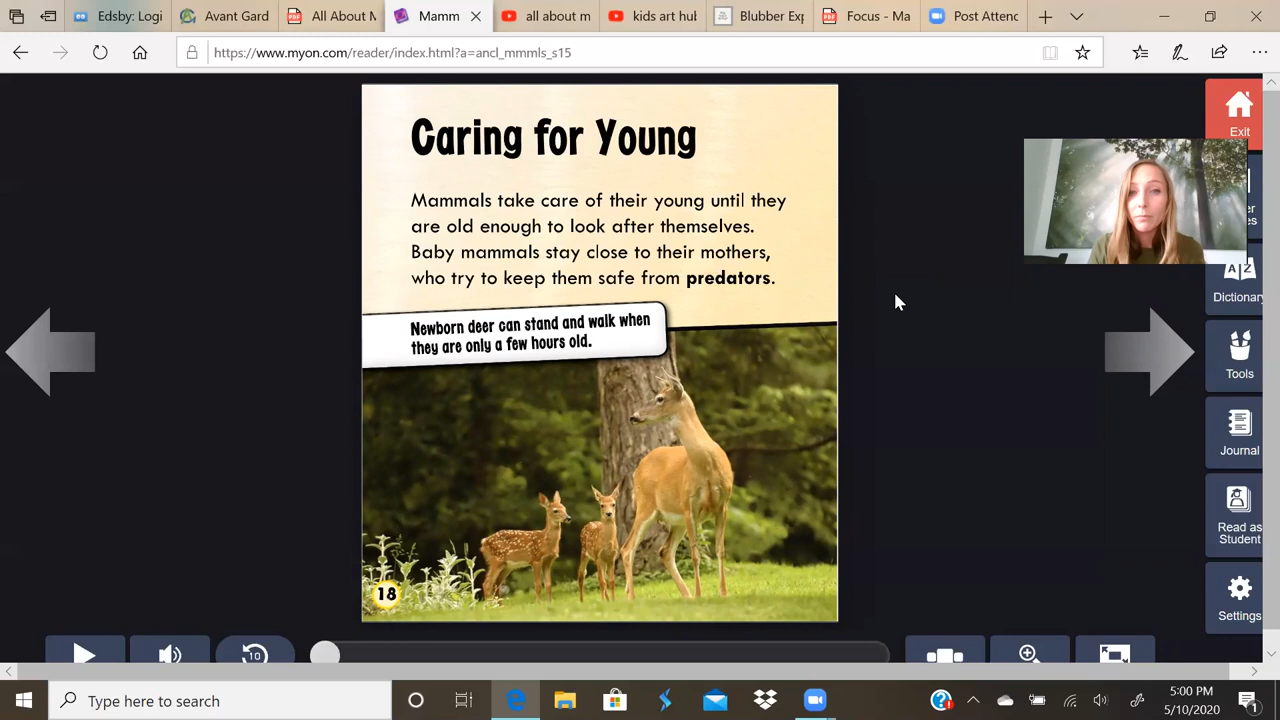 Edsby: Logi
Avant Gard
All About M
Mamm
all about m
kids art hu
Blubber Exp
Focus - Ma
Post Attenc
https://www.myon.com/reader/index.html?a=ancl_mmmls_s15
Caring for Young
Mammals take care of their young until they
are old enough to look after themselves.
Baby mammals stay close to their mothers,
who try to keep them safe from predators.
Newborn deer can stand and walk when
they are only a few hours old.
18
Exit
Dictionary
Tools
Journal
Read as
Student
Settings
10
Type here to search
5:00 PM
5/10/2020